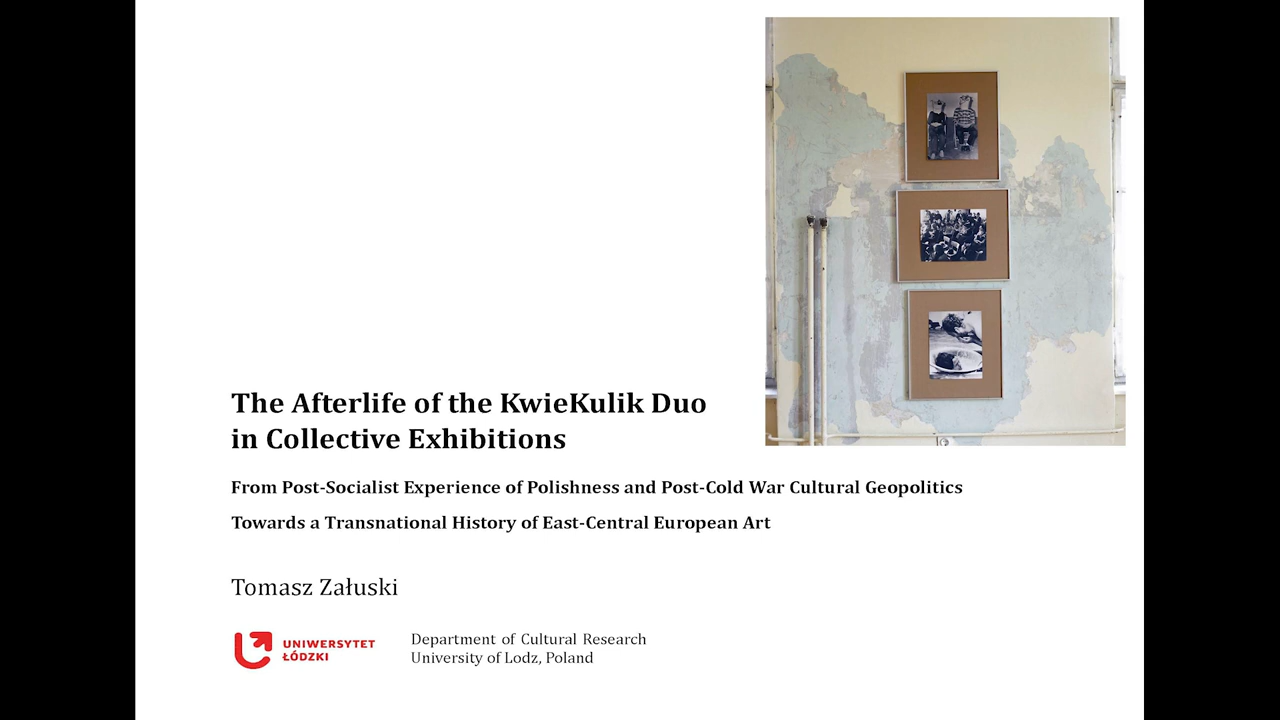 The Afterlife of the KwieKulik Duo
in Collective Exhibitions
From Post-Socialist Experience of Polishness and Post-Cold War Cultural Geopolitics
Towards a Transnational History of East-Central European Art
Tomasz Załuski
UNIWERSYTET
ŁÓDZKI
Department of Cultural Research
University of Lodz, Poland